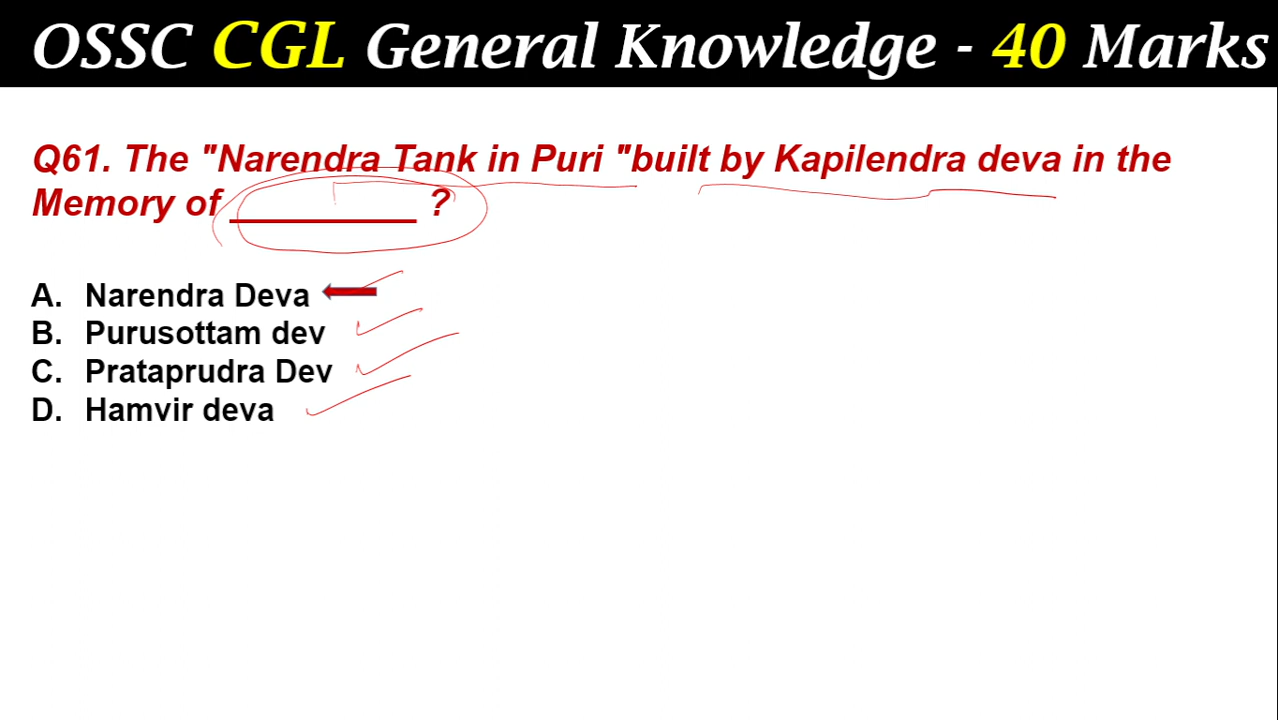 OSSC CGL General Knowledge - 40 Marks
Q61. The "Narendra Tank in Puri "built by Kapilendra deva in the
Memory of _________ ?
A. Narendra Deva
B. Purusottam dev
C. Prataprudra Dev
D. Hamvir deva